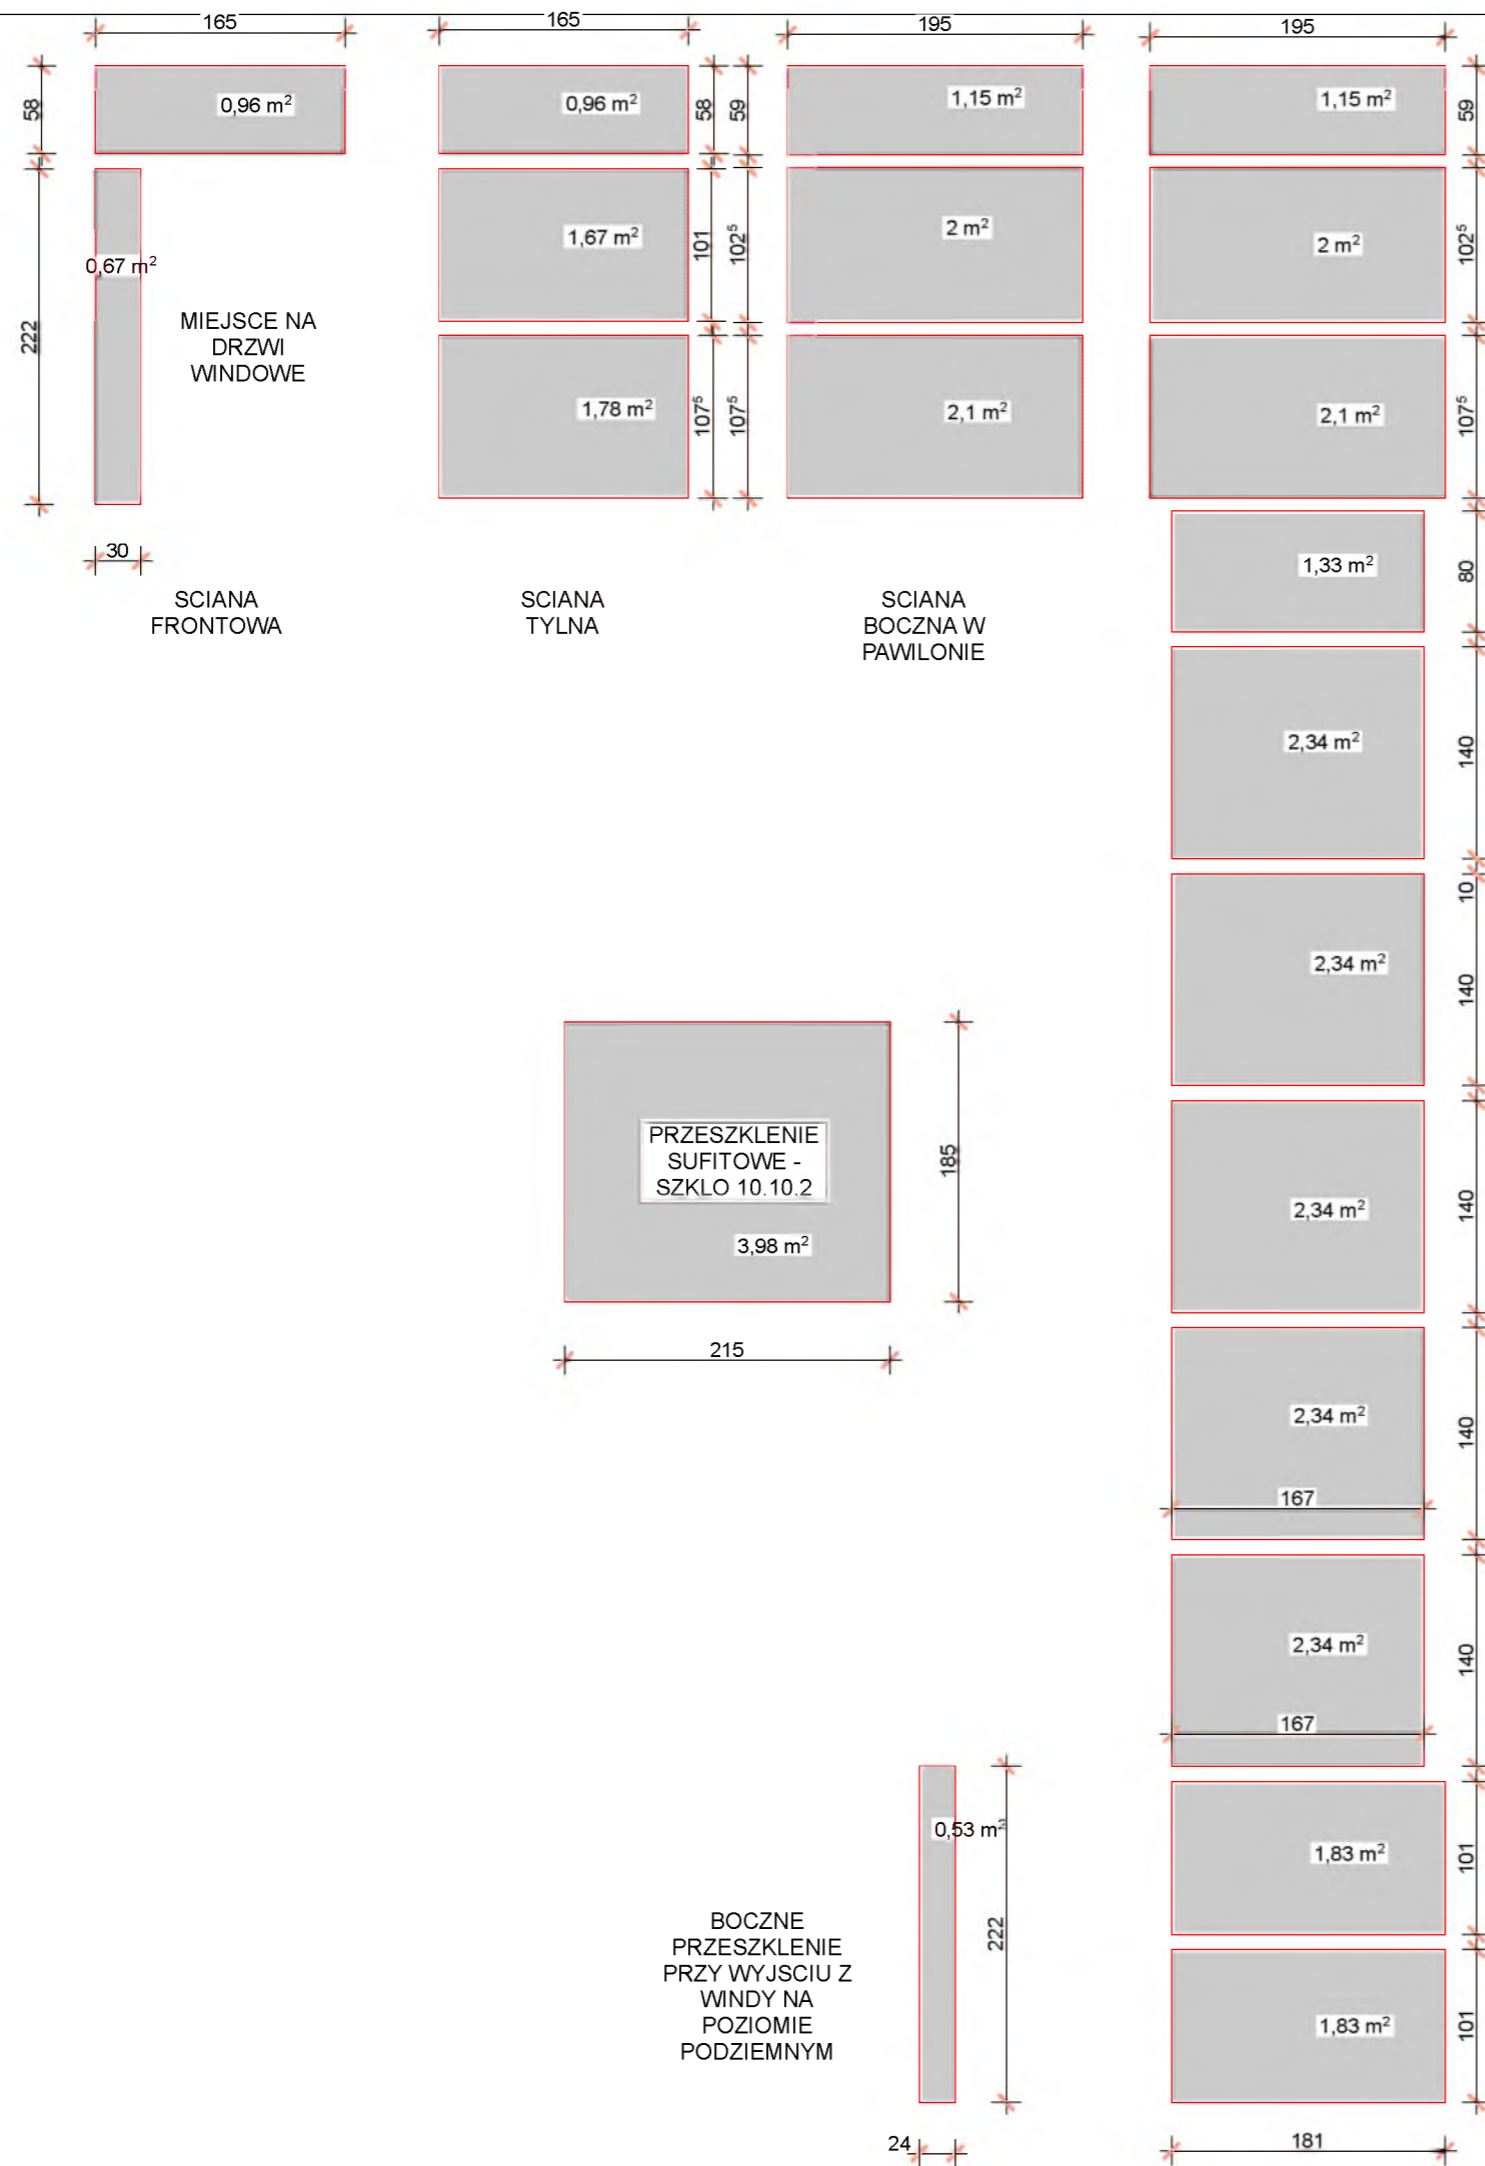 165
165
195
195
58
0,96 m²
0,96 m²
58
59
1,15 m²
1,15 m²
59
222
0,67 m²
1,67 m²
101
102⁵
2 m²
2 m²
102⁵
MIEJSCE NA
DRZWI
WINDOWE
1,78 m²
107⁵
107⁵
2,1 m²
2,1 m²
107⁵
30
SCIANA
FRONTOWA
SCIANA
TYLNA
SCIANA
BOCZNA W
PAWILONIE
1,33 m²
80
2,34 m²
140
10
2,34 m²
140
PRZESZKLENIE
SUFITOWE -
SZKLO 10.10.2
3,98 m²
185
215
2,34 m²
140
2,34 m²
140
167
2,34 m²
140
167
0,53 m²
222
BOCZNE
PRZESZKLENIE
PRZY WYJSCIU Z
WINDY NA
POZIOMIE
PODZIEMNYM
24
1,83 m²
101
1,83 m²
101
181